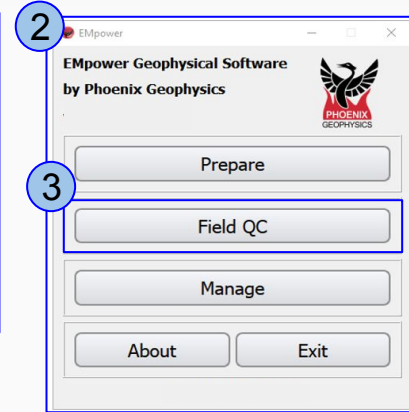 2
EMpower
EMpower Geophysical Software
by Phoenix Geophysics
PHOENIX
GEOPHYSICS
Prepare
3
Field QC
Manage
About Exit